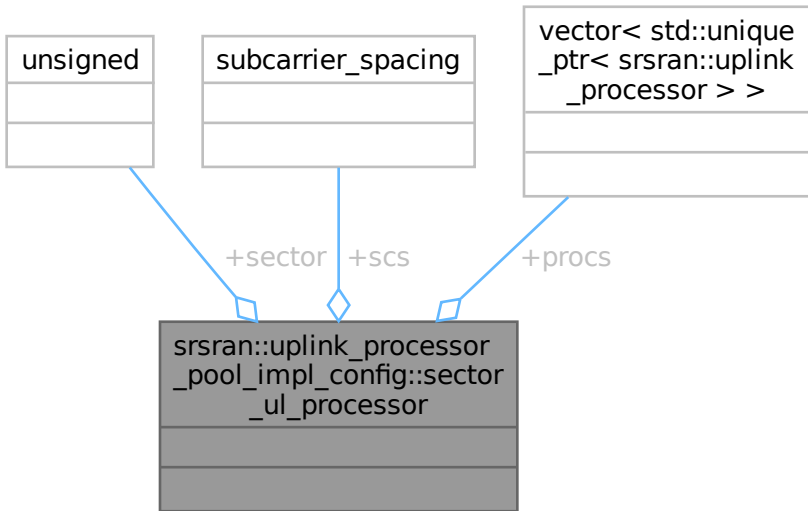 unsigned
subcarrier_spacing
vector< std::unique
_ptr< srsran::uplink
_processor > >
+sector
+scs
+procs
srsran::uplink_processor
_pool_impl_config::sector
_ul_processor